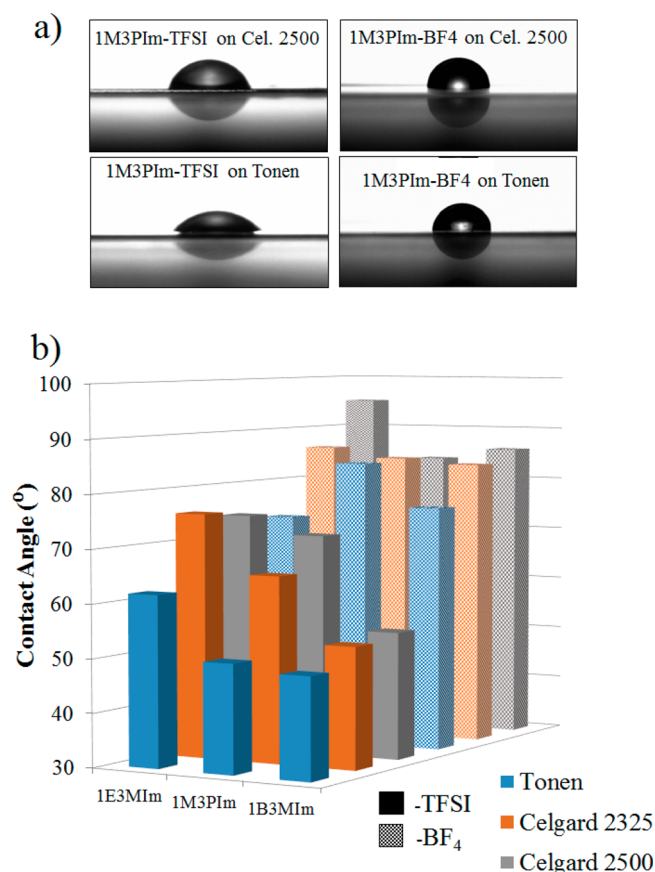 a)
1M3PIm-TFSI on Cel. 2500
1M3PIm-BF4 on Cel. 2500
1M3PIm-TFSI on Tonen
1M3PIm-BF4 on Tonen
b)
Contact Angle (⁰)
100
90
80
70
60
50
40
30
1E3MIm
1M3PIm
1B3MIm
-TFSI
-BF₄
Tonen
Celgard 2325
Celgard 2500